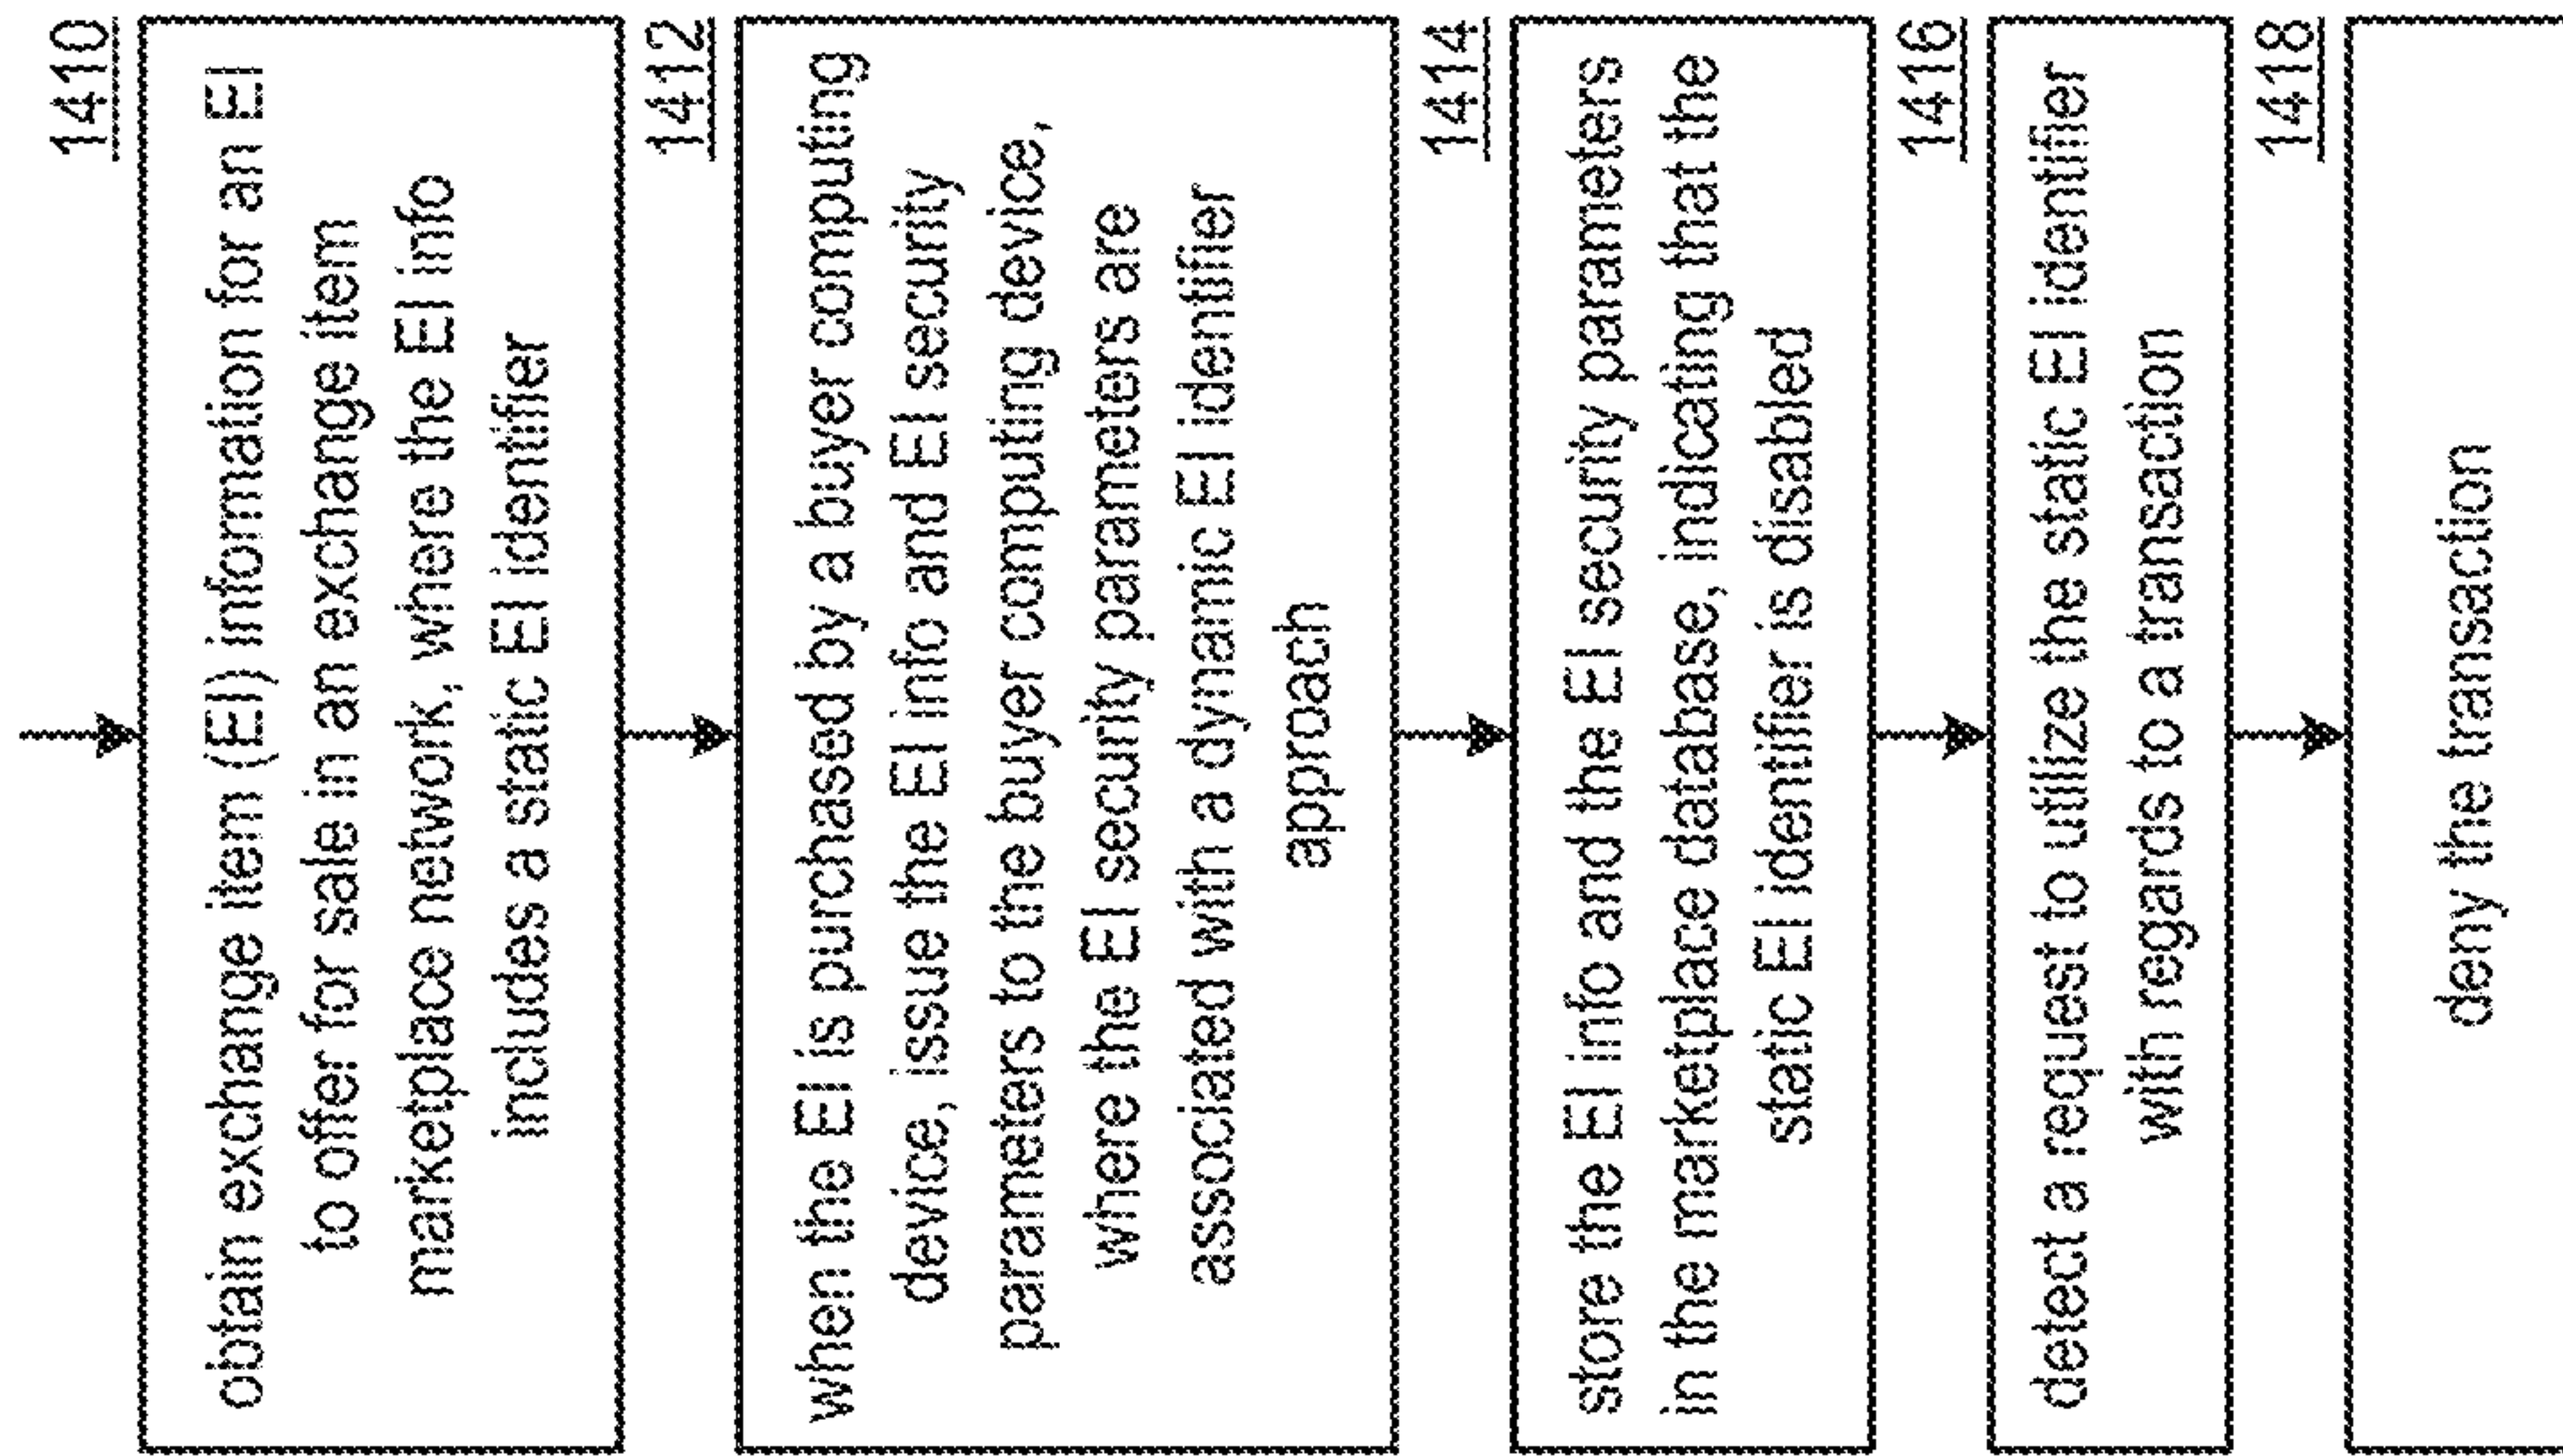 1410
obtain exchange item (EI) information for an EI
to offer for sale in an exchange item
marketplace network, where the EI info
includes a static EI identifier
1412
when the EI is purchased by a buyer computing
device, issue the EI info and EI security
parameters to the buyer computing device,
where the EI security parameters are
associated with a dynamic EI identifier
approach
1414
store the EI info and the EI security parameters
in the marketplace database, indicating that the
static EI identifier is disabled
1416
detect a request to utilize the static EI identifier
with regards to a transaction
1418
deny the transaction